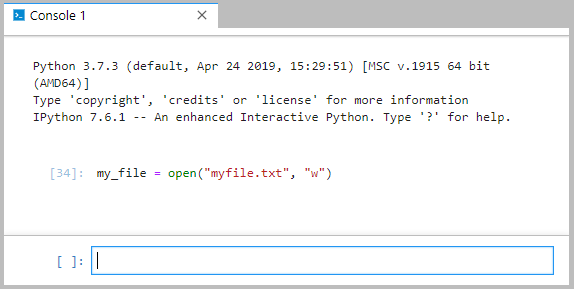 Console 1
Python 3.7.3 (default, Apr 24 2019, 15:29:51) [MSC v.1915 64 bit
(AMD64)]
Type 'copyright', 'credits' or 'license' for more information
IPython 7.6.1 -- An enhanced Interactive Python. Type '?' for help.
[34]: my_file = open("myfile.txt", "w")
[ ]: